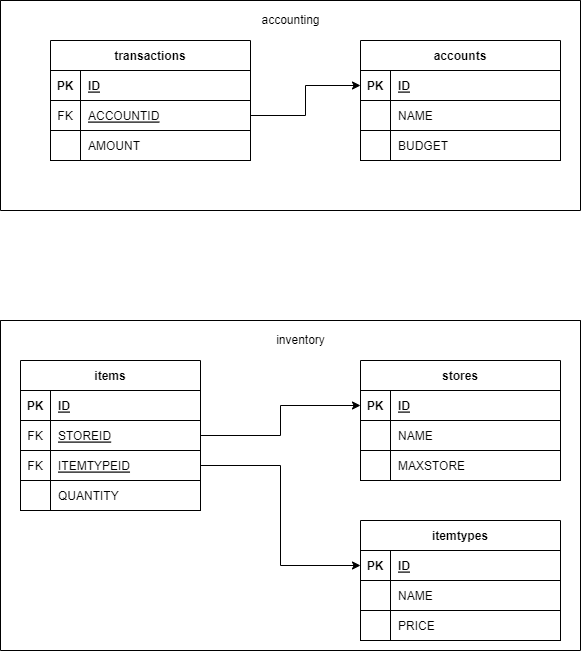 accounting
transactions
PK ID
FK ACCOUNTID
AMOUNT
accounts
PK ID
NAME
BUDGET
inventory
items
PK ID
FK STOREID
FK ITEMTYPEID
QUANTITY
stores
PK ID
NAME
MAXSTORE
itemtypes
PK ID
NAME
PRICE